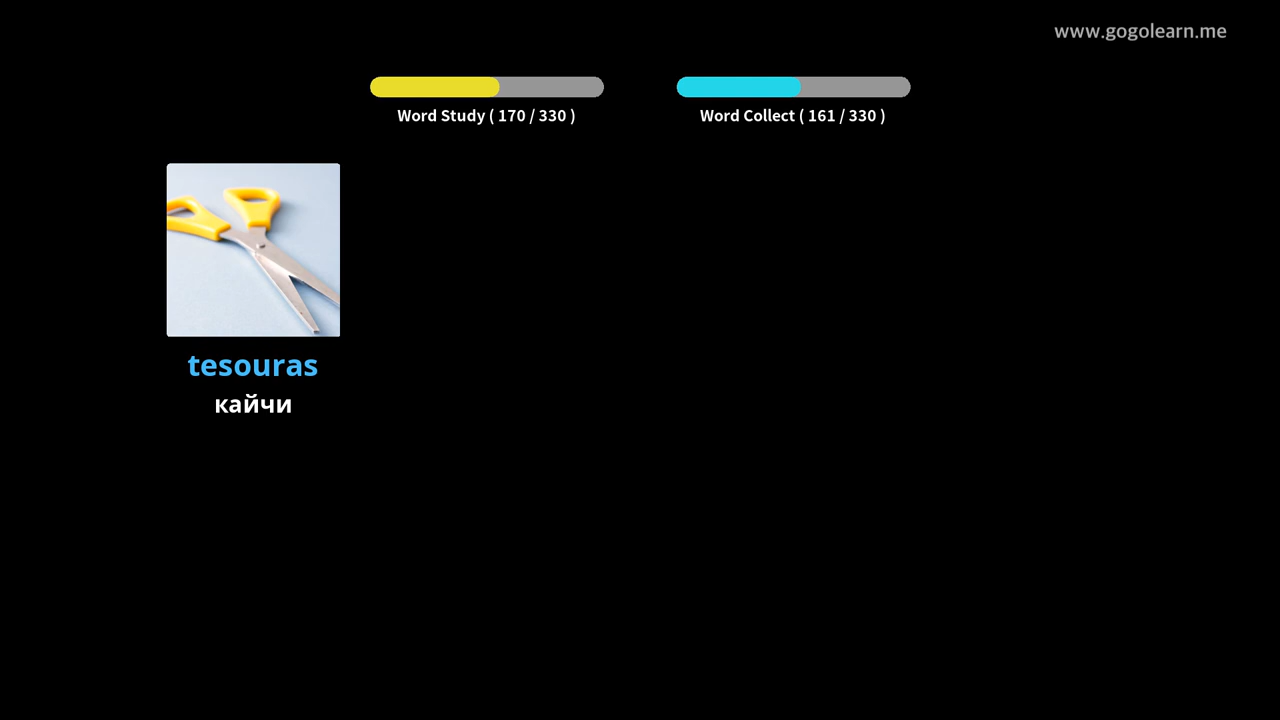 www.gogolearn.me
Word Study ( 170 / 330 )
Word Collect ( 161 / 330 )
tesouras
кайчи